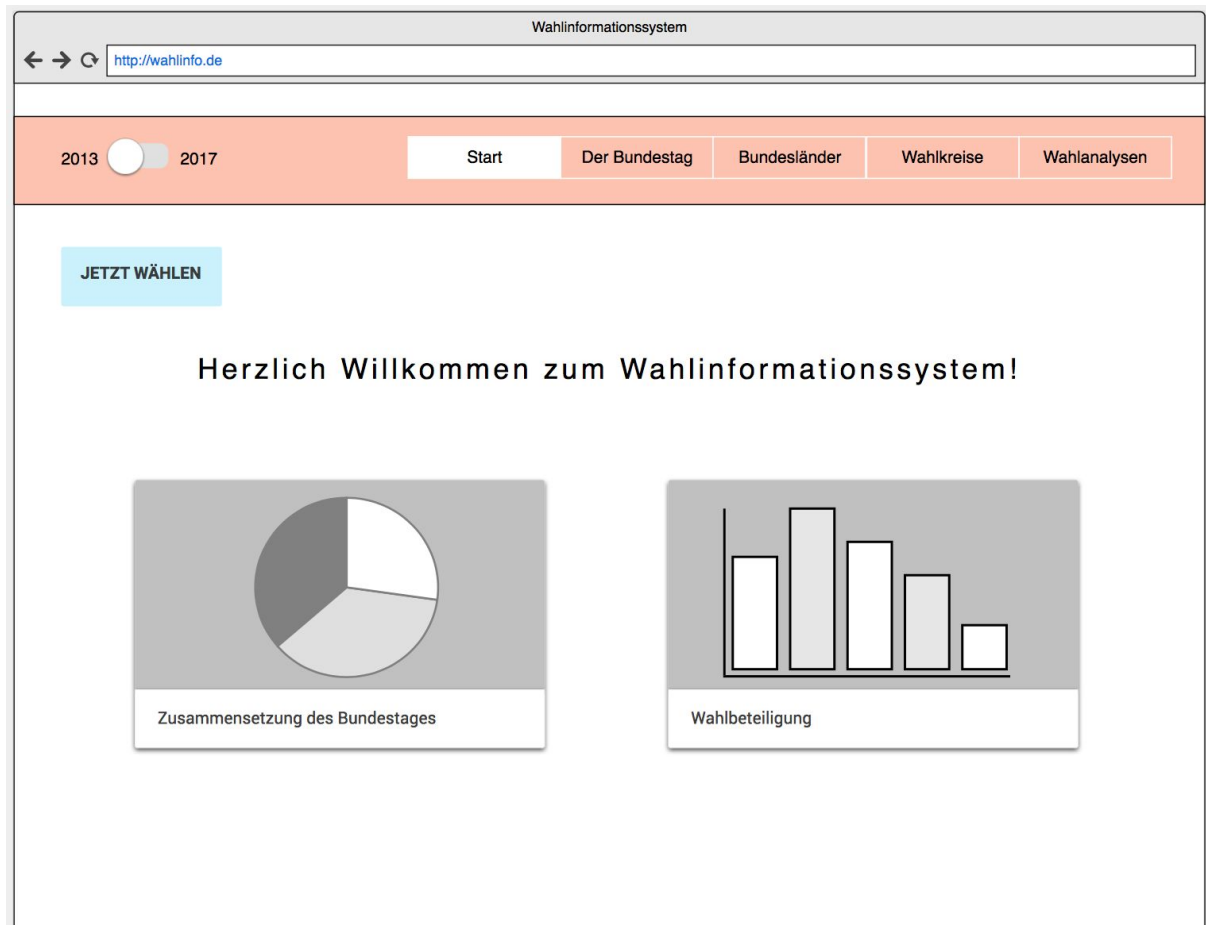 Wahlinformationssystem
http://wahlinfo.de
2013 2017 Start Der Bundestag Bundesländer Wahlkreise Wahlanalysen
JETZT WÄHLEN
Herzlich Willkommen zum Wahlinformationssystem!
Zusammensetzung des Bundestages
Wahlbeteiligung